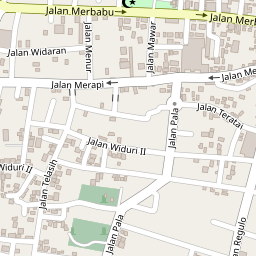 Jalan Merbabu
Jalan Mer
Jalan Widaran
Jalan Menur
Jalan Mawar
Jalan Merapi
Jalan Me
Jalan Teratai
Jalan Widuri II
Jalan Pala
Widuri II
Jalan Telasih
Jalan Pala
Jalan Regulo